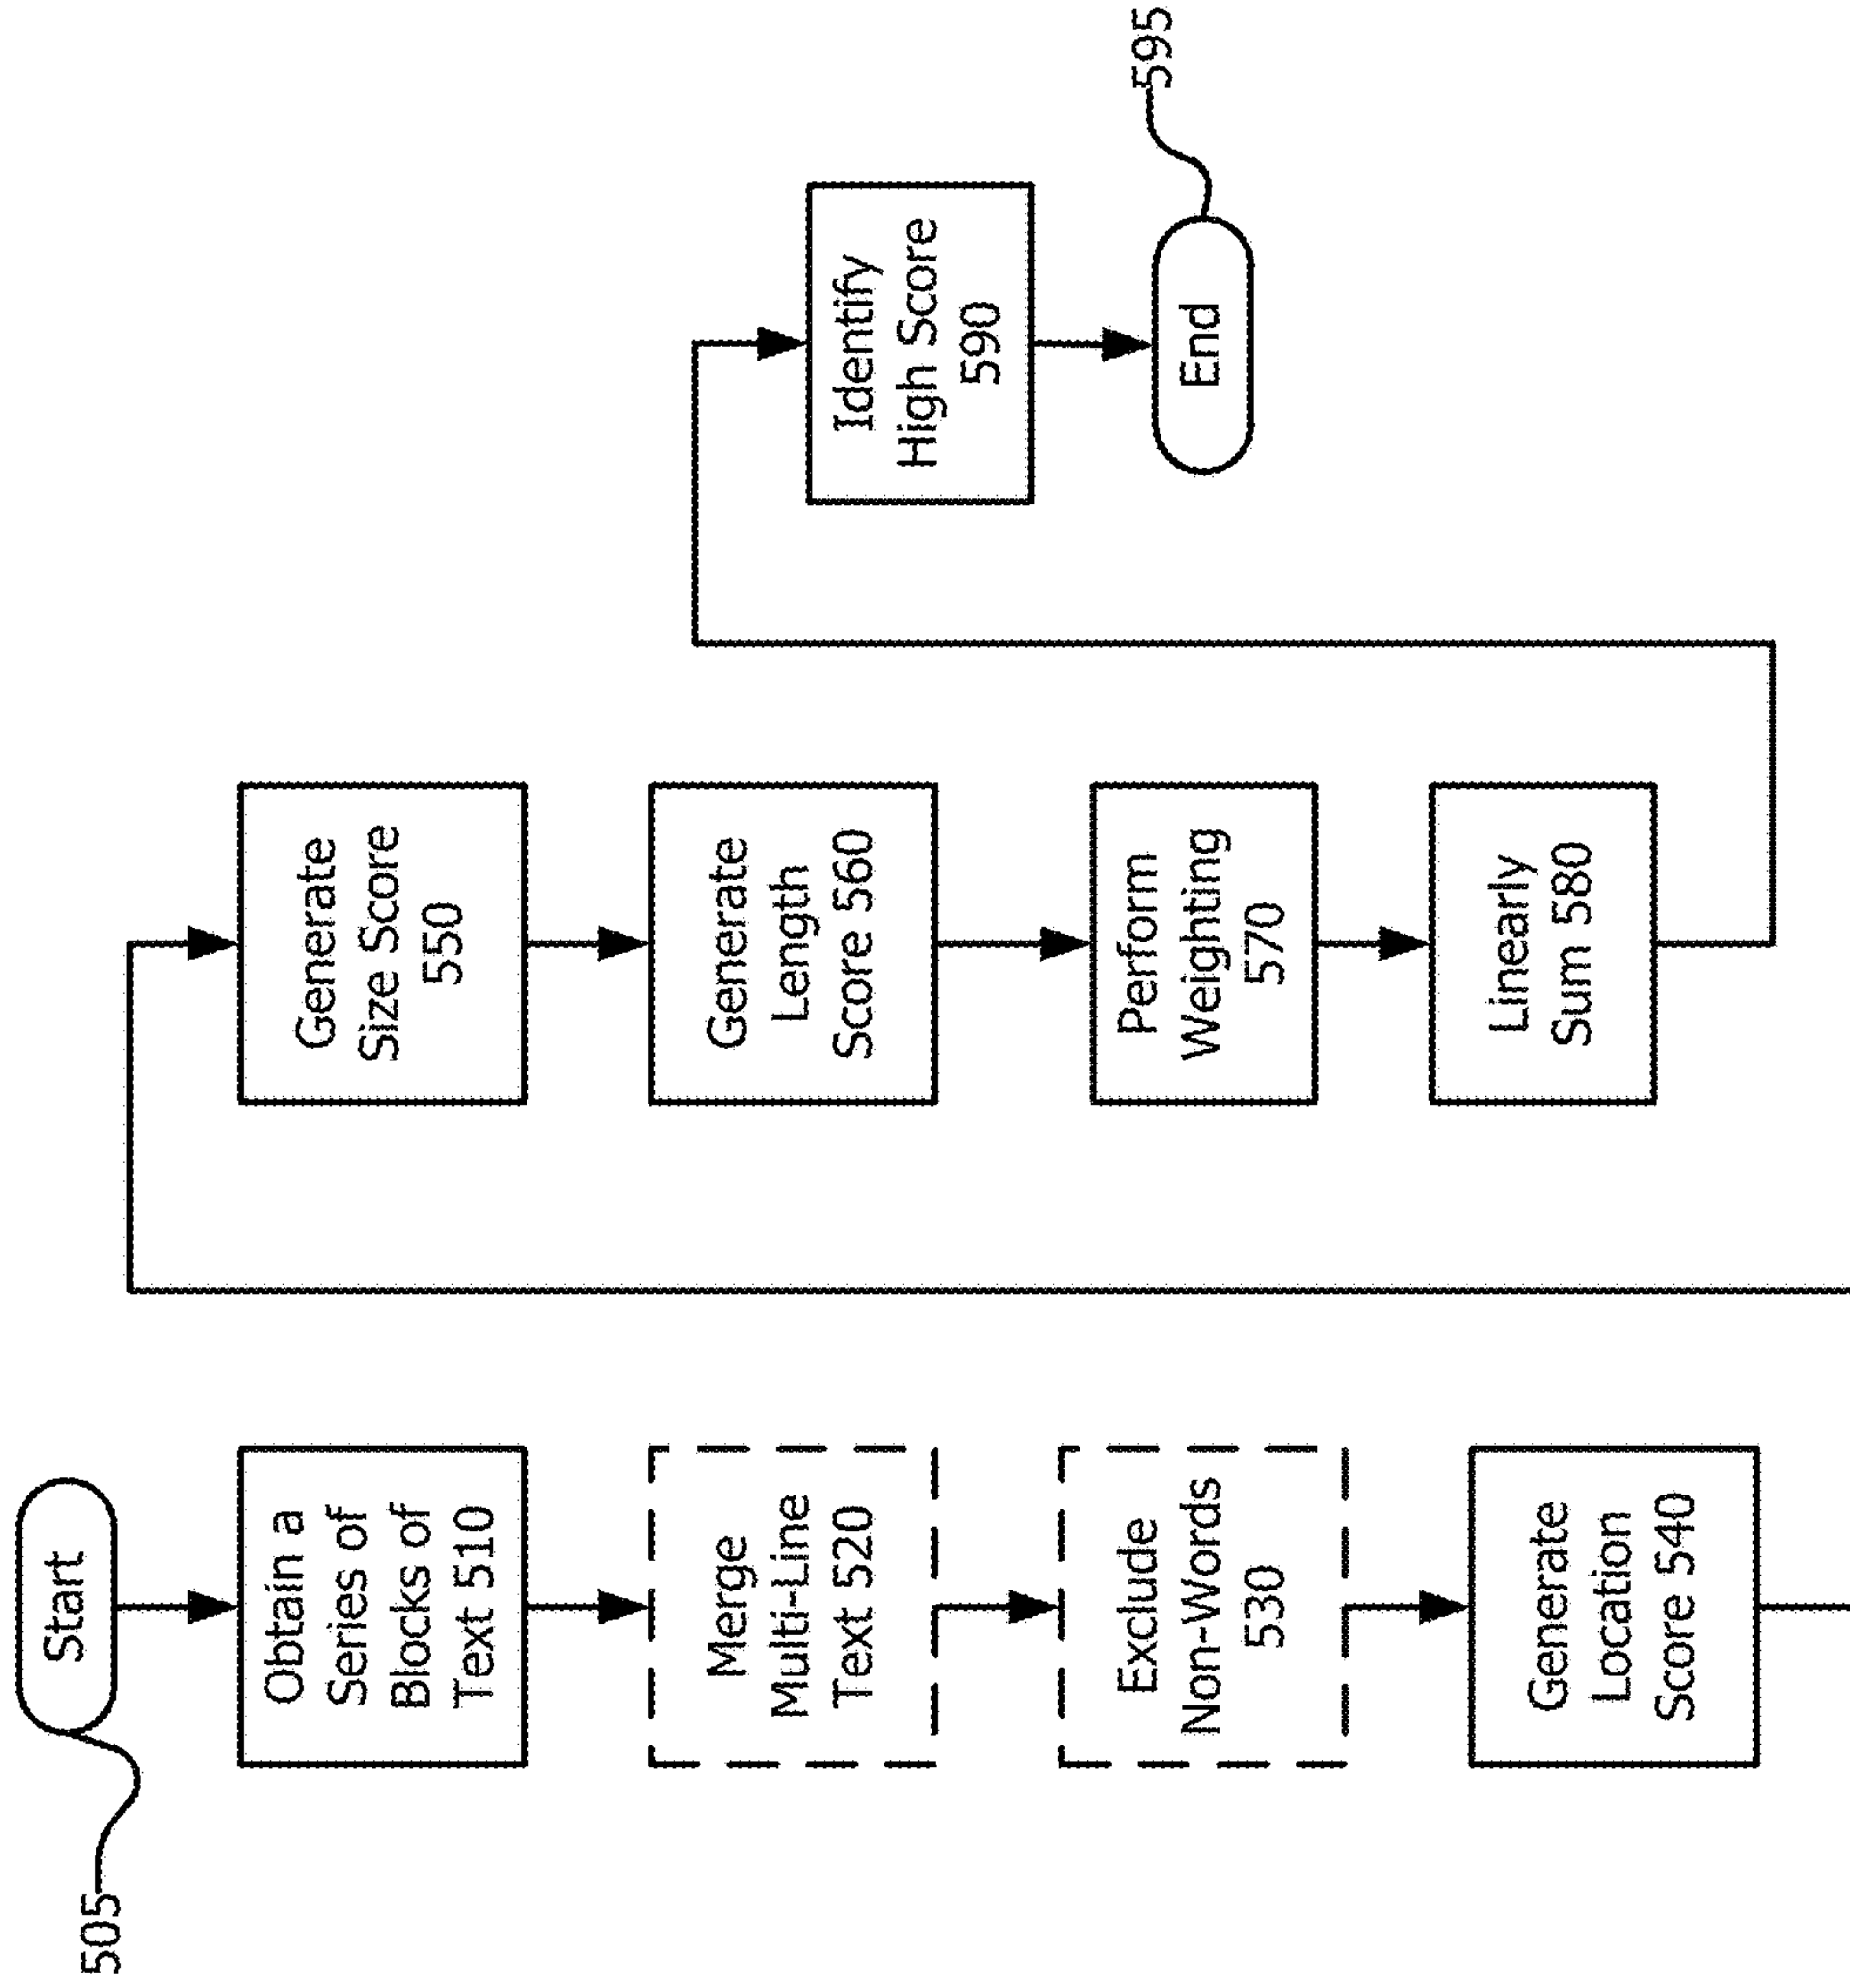 505
Start
Obtain a
Series of
Blocks of
Text 510
Merge
Multi-Line
Text 520
Exclude
Non-Words
530
Generate
Location
Score 540
Generate
Size Score
550
Generate
Length
Score 560
Perform
Weighting
570
Linearly
Sum 580
Identify
High Score
590
End
595